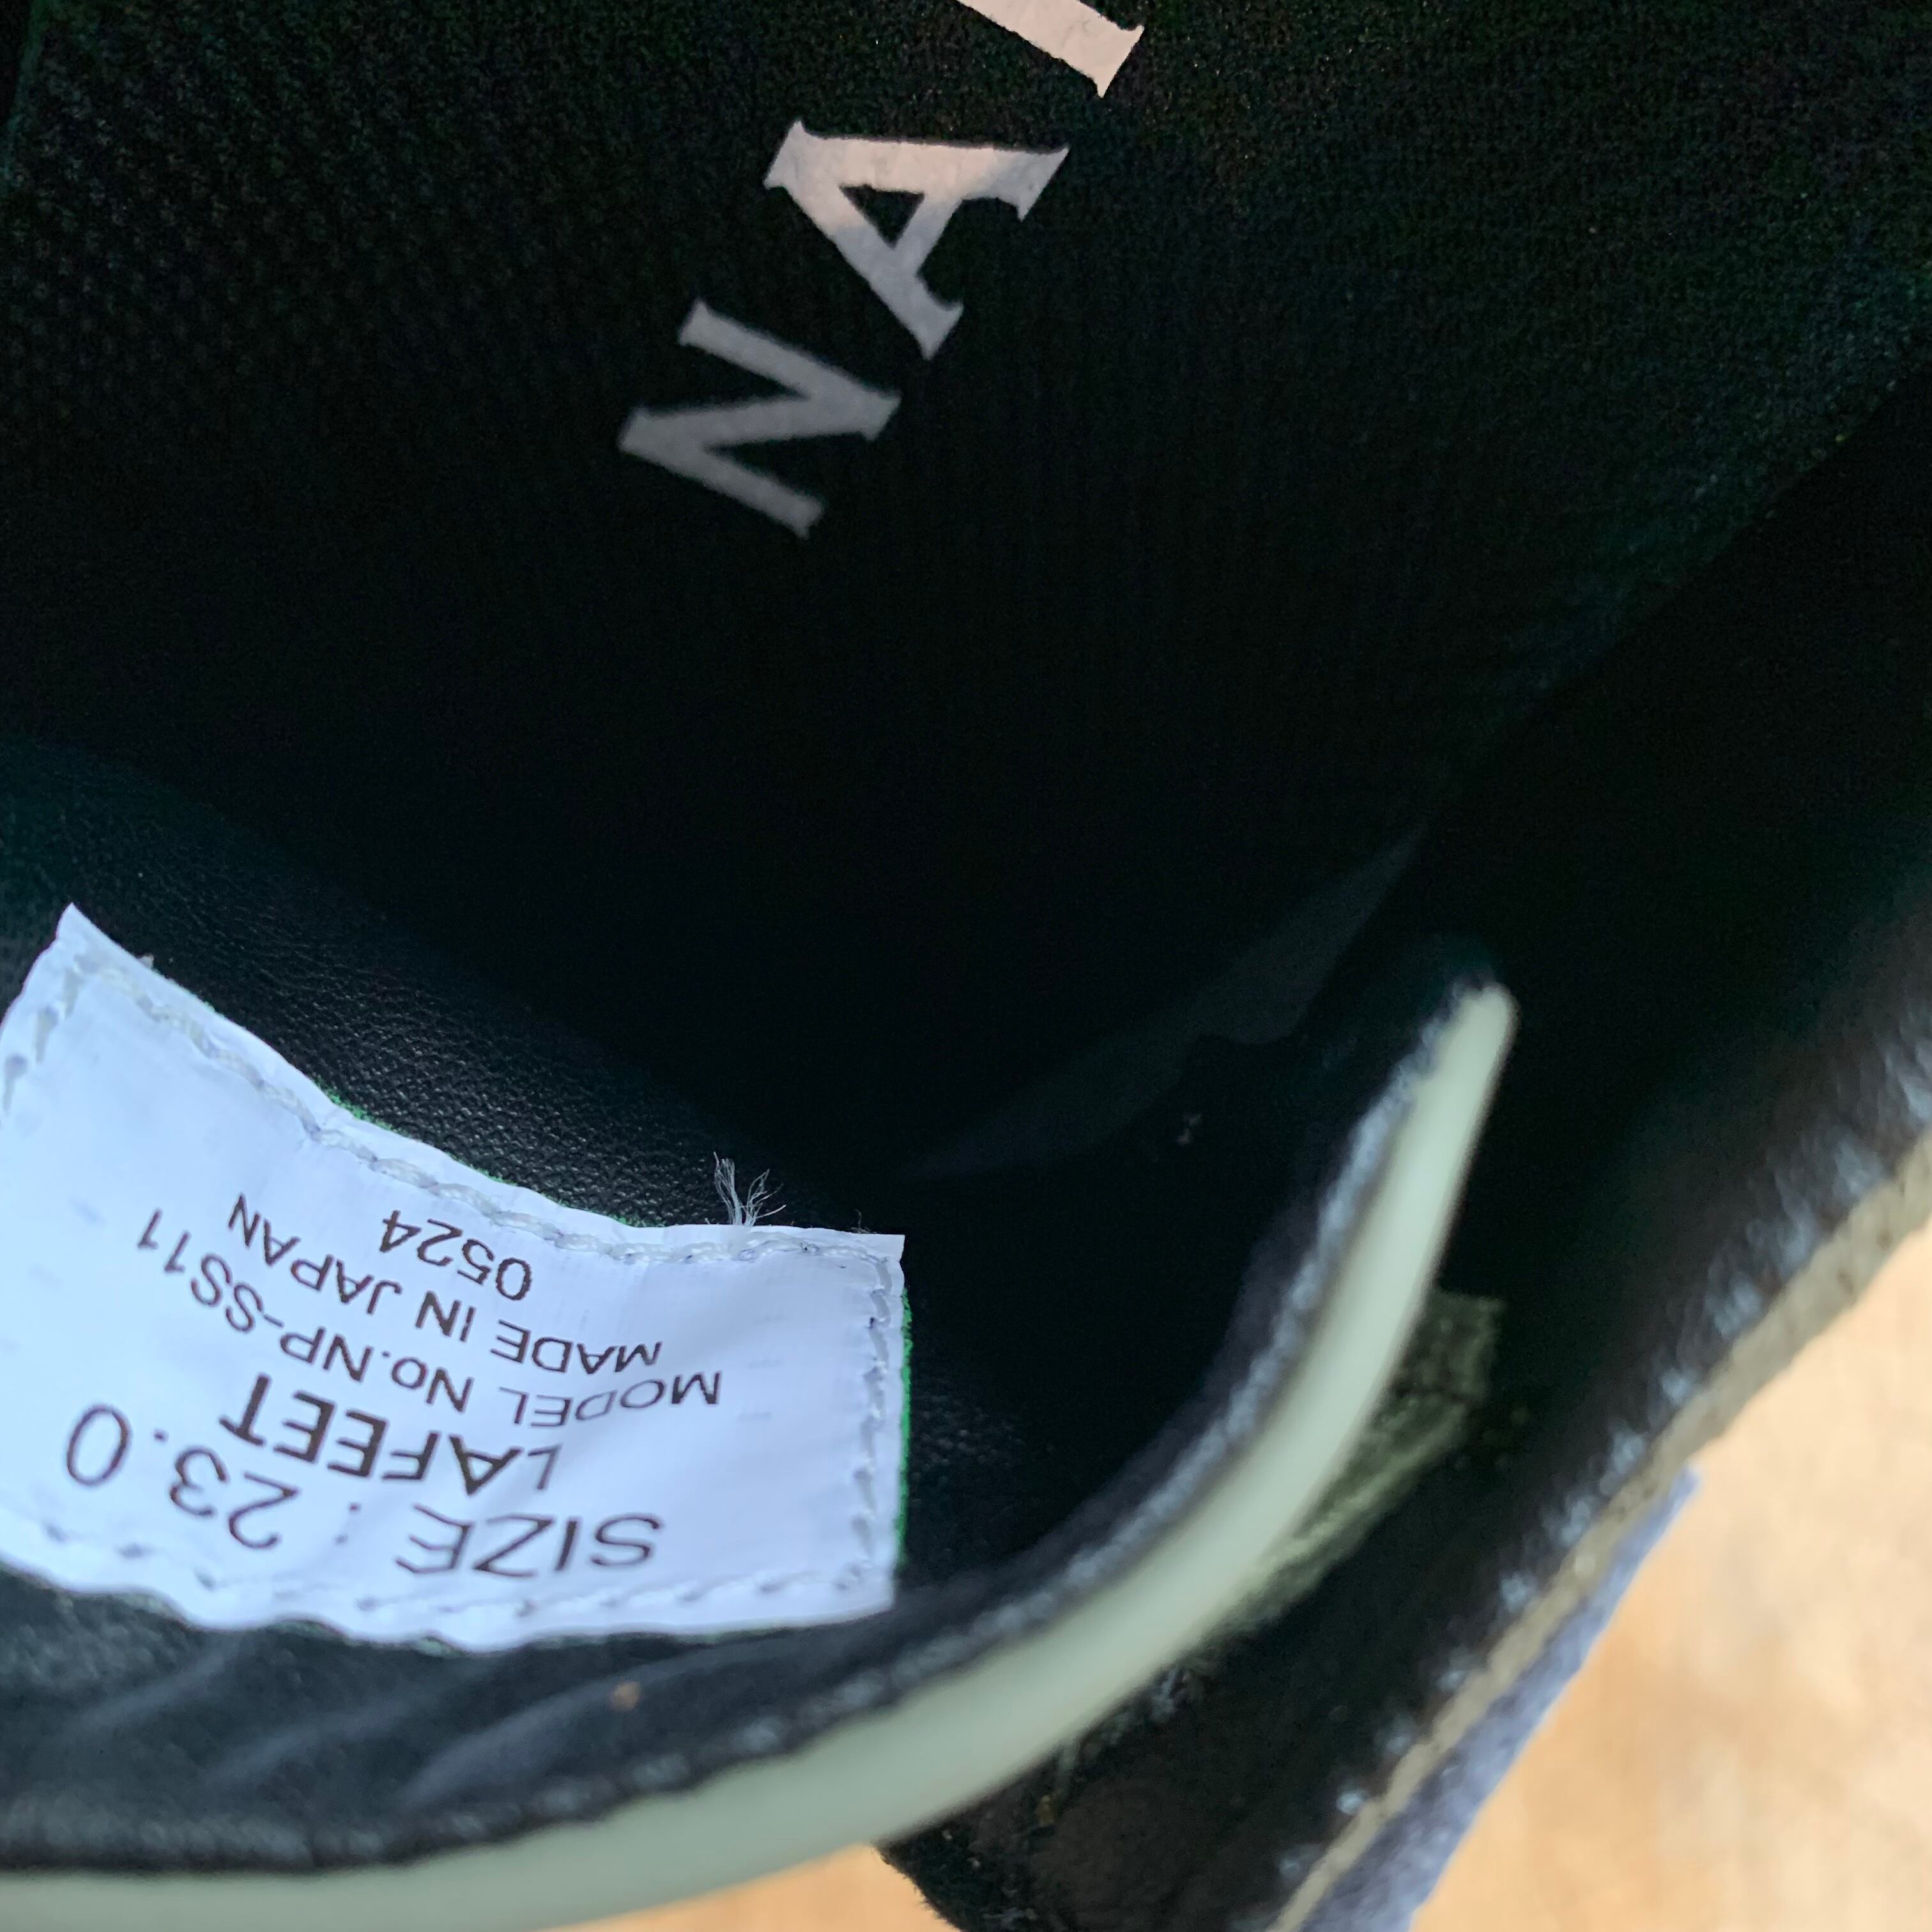 NA
SIZE : 23.0
LAFEET
MODEL No.NP-SS11
MADE IN JAPAN
0524